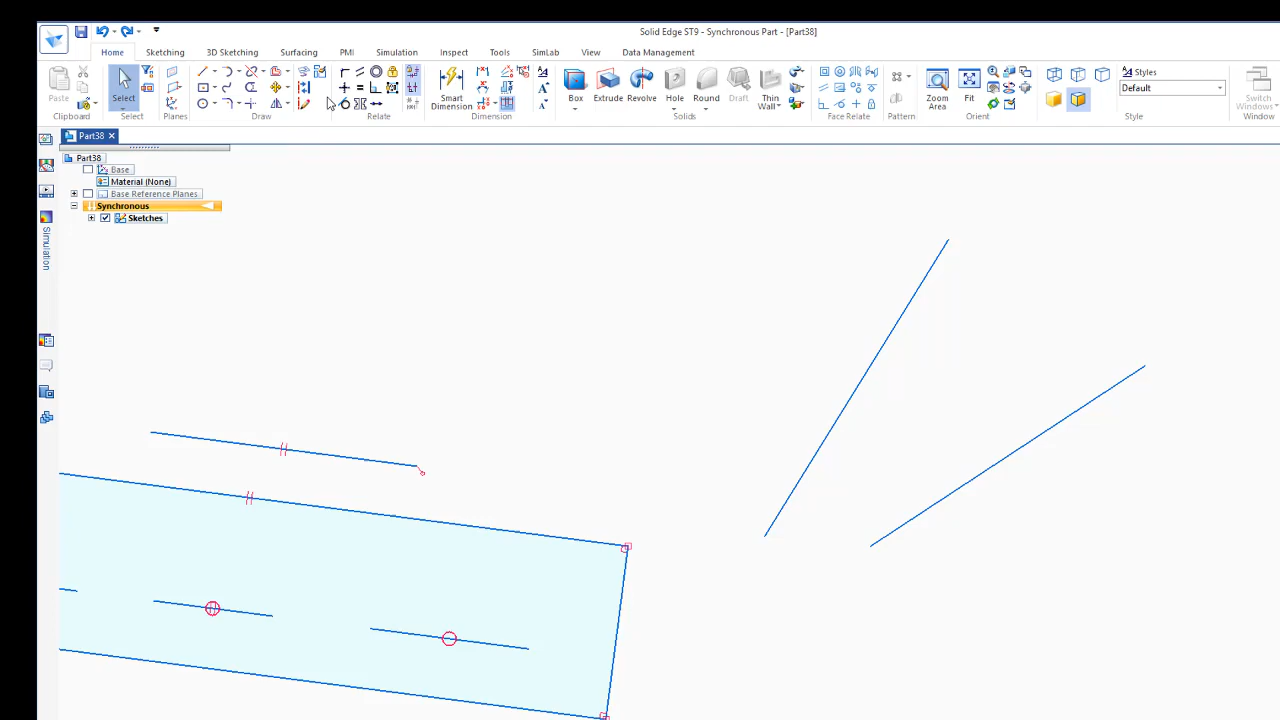 Solid Edge ST9 - Synchronous Part - [Part38]
Home Sketching 3D Sketching Surfacing PMI Simulation Inspect Tools SimLab View Data Management
Paste Select Smart Dimension Box Extrude Revolve Hole Round Draft Thin Wall Zoom Area Fit Styles Default Switch Windows
Clipboard Select Planes Draw Relate Dimension Solids Face Relate Pattern Orient Style Window
Part38
Part38
Base
Material (None)
Base Reference Planes
Synchronous
Sketches
Simulation